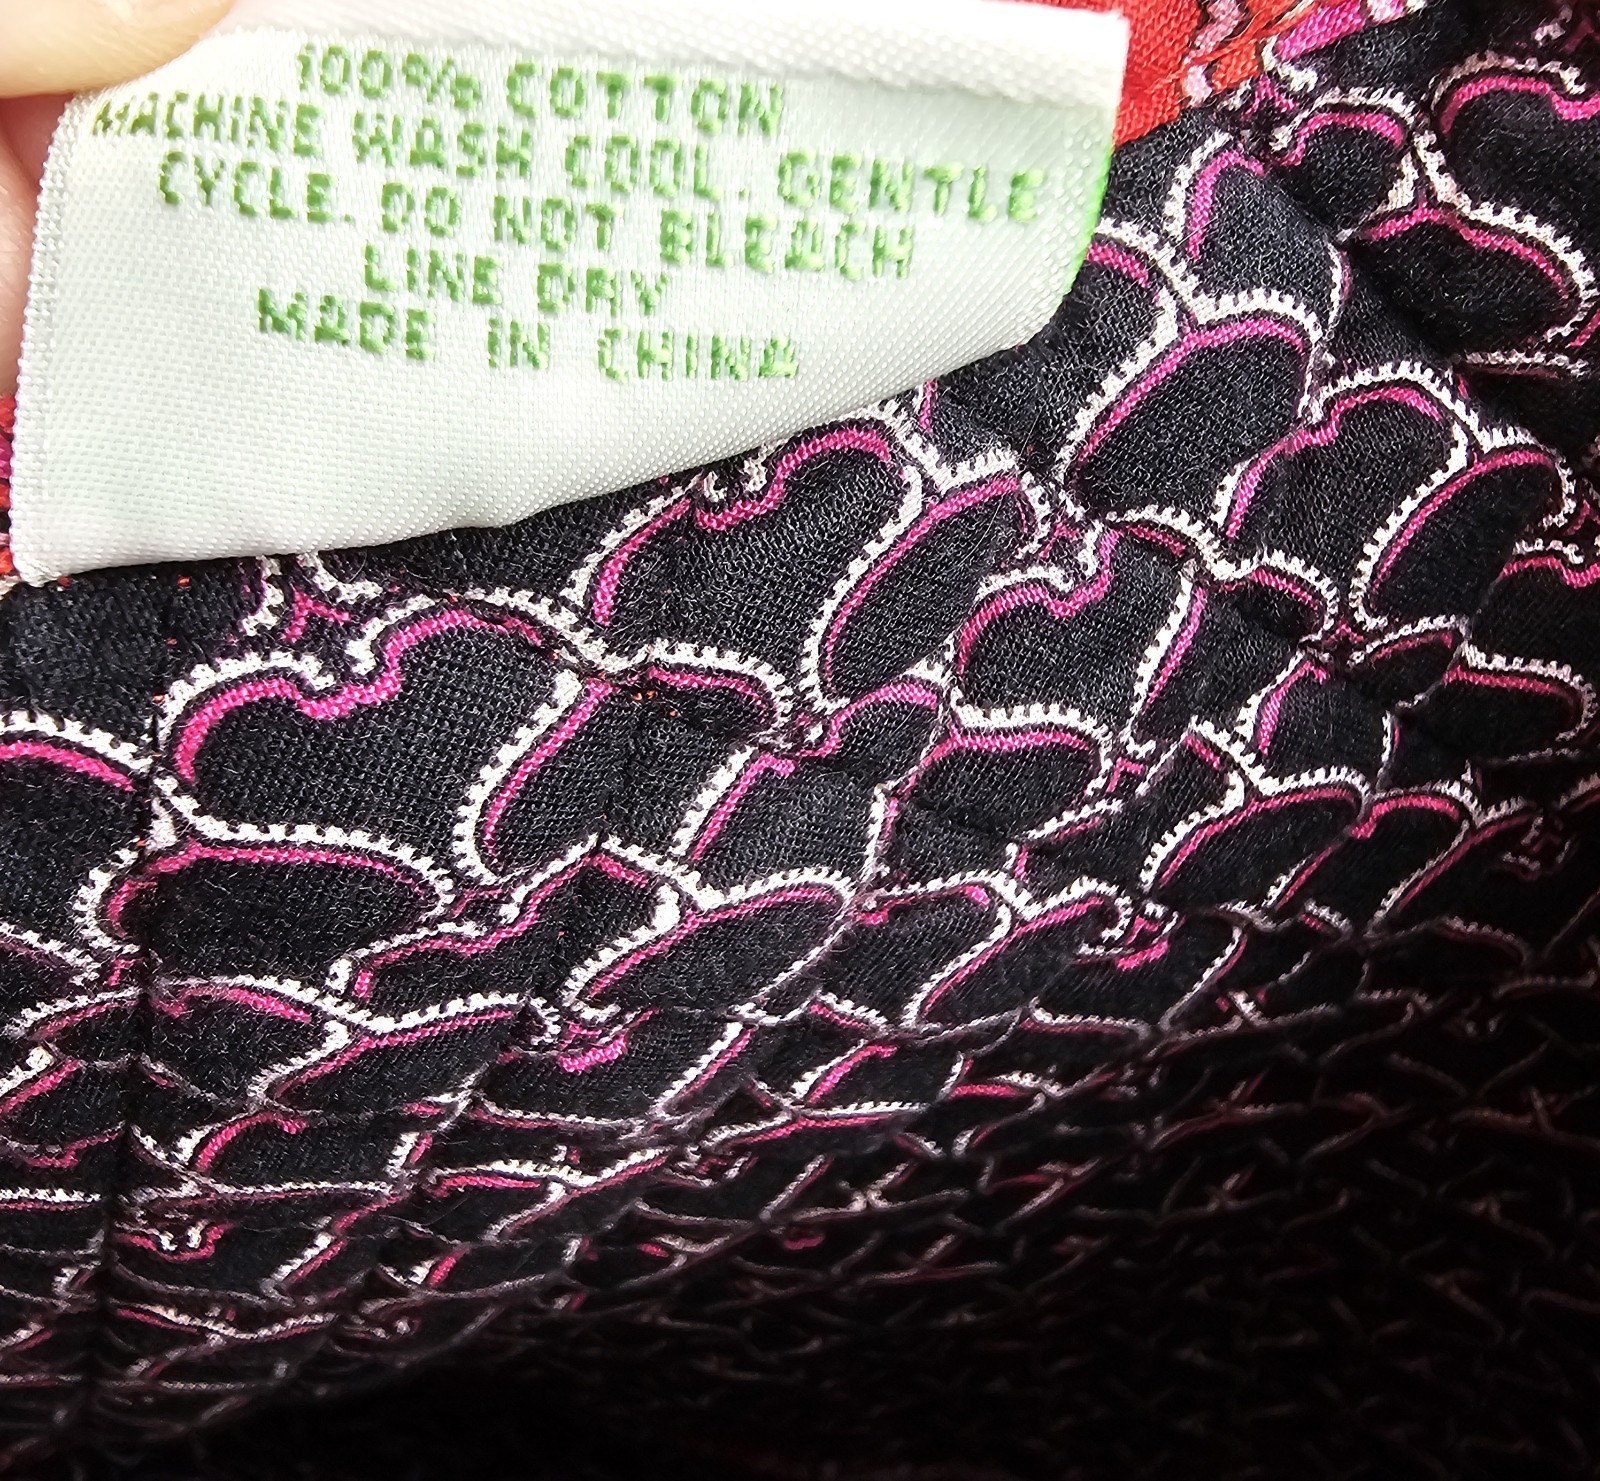 100% COTTON
MACHINE WASH COOL. GENTLE
CYCLE. DO NOT BLEACH
LINE DRY
MADE IN CHINA